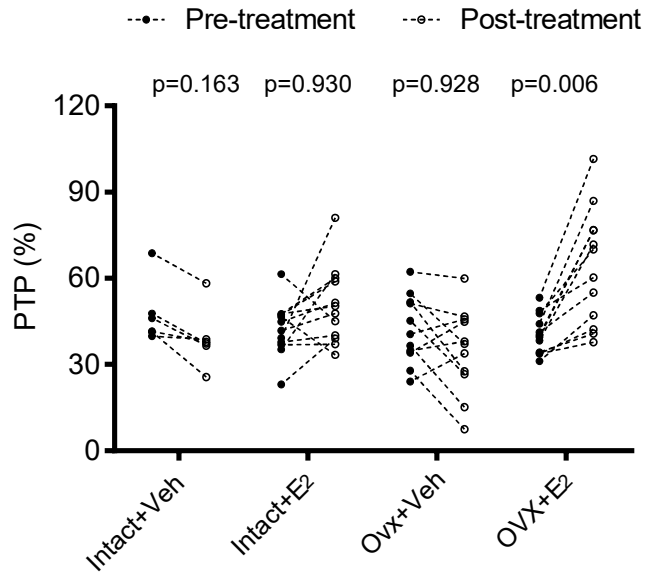 Pre-treatment Post-treatment
p=0.163 p=0.930 p=0.928 p=0.006
120
90
60
30
0
PTP (%)
Intact+Veh
Intact+E2
Ovx+Veh
OVX+E2